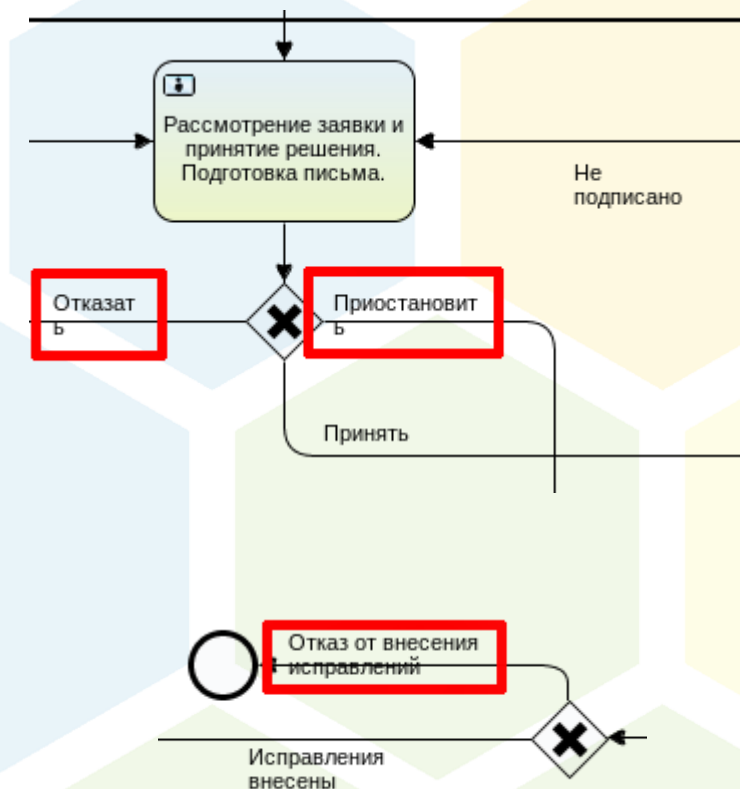 Рассмотрение заявки и
принятие решения.
Подготовка письма.
Не
подписано
Отказат
ь
Приостановит
ь
Принять
Отказ от внесения
исправлений
Исправления
внесены